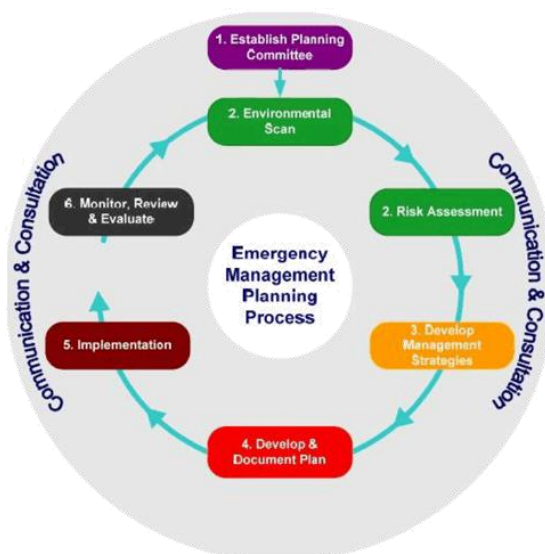 1. Establish Planning
Committee
2. Environmental
Scan
6. Monitor, Review
& Evaluate
2. Risk Assessment
Communication & Consultation
Communication & Consultation
Emergency
Management
Planning
Process
5. Implementation
3. Develop
Management
Strategies
4. Develop &
Document Plan